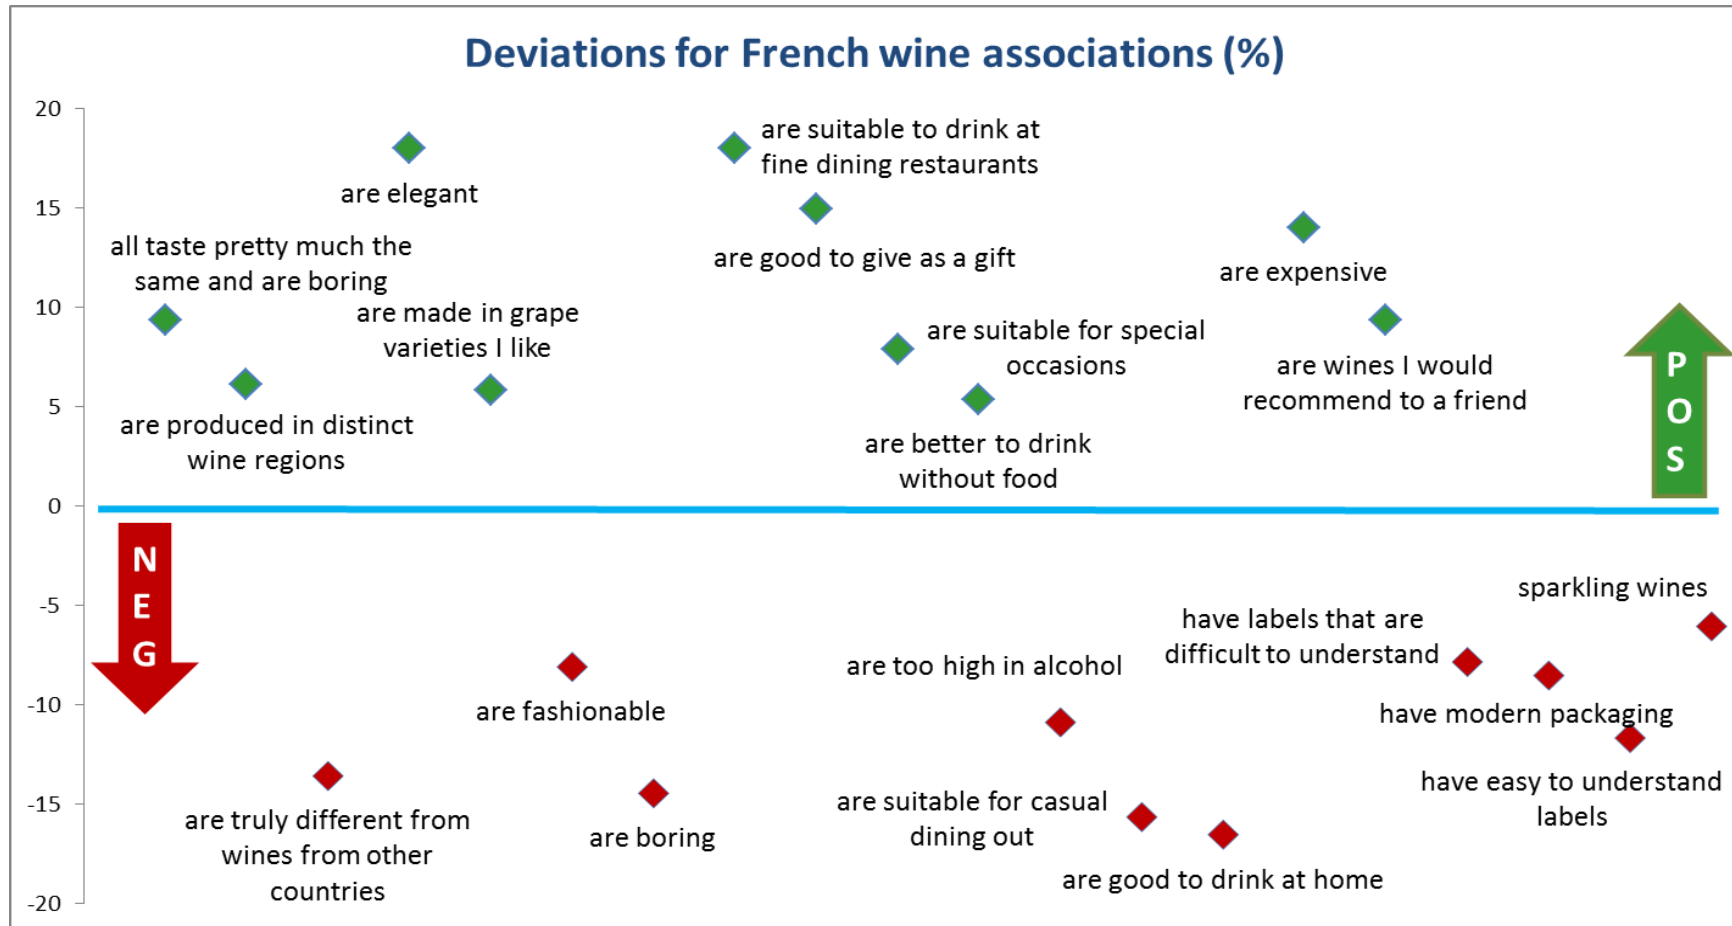 Deviations for French wine associations (%)
20
15
10
5
0
-5
-10
-15
-20
are elegant
are suitable to drink at
fine dining restaurants
all taste pretty much the
same and are boring
are good to give as a gift
are expensive
are made in grape
varieties I like
are suitable for special
occasions
are wines I would
recommend to a friend
are produced in distinct
wine regions
are better to drink
without food
P
O
S
N
E
G
sparkling wines
have labels that are
difficult to understand
are too high in alcohol
are fashionable
have modern packaging
have easy to understand
labels
are suitable for casual
dining out
are truly different from
wines from other
countries
are boring
are good to drink at home